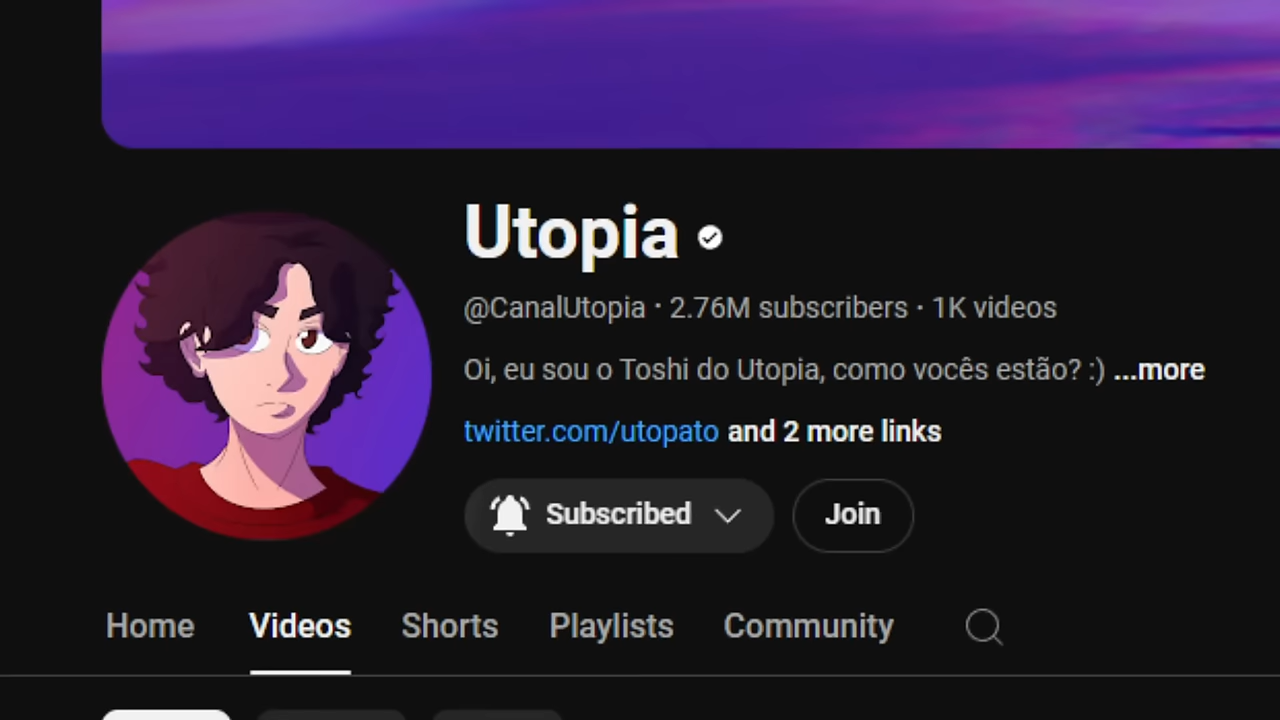 Utopia
@CanalUtopia · 2.76M subscribers · 1K videos
Oi, eu sou o Toshi do Utopia, como vocês estão? :) ...more
twitter.com/utopato and 2 more links
Subscribed Join
Home Videos Shorts Playlists Community